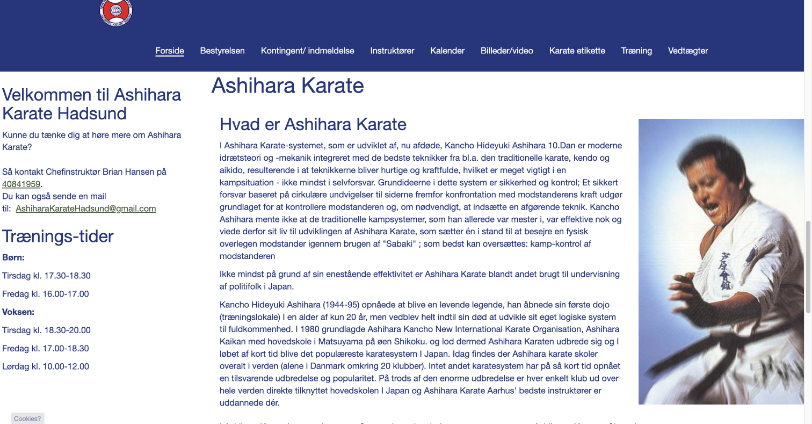 Forside Bestyrelsen Kontingent/ indmeldelse Instruktører Kalender Billeder/video Karate etikette Træning Vedtægter
Velkommen til Ashihara
Karate Hadsund
Kunne du tænke dig at høre mere om Ashihara
Karate?
Så kontakt Chefinstruktør Brian Hansen på
40841959.
Du kan også sende en mail
til: AshiharaKarateHadsund@gmail.com
Trænings-tider
Børn:
Tirsdag kl. 17.30-18.30
Fredag kl. 16.00-17.00
Voksen:
Tirsdag kl. 18.30-20.00
Fredag kl. 17.00-18.30
Lørdag kl. 10.00-12.00
Ashihara Karate
Hvad er Ashihara Karate
I Ashihara Karate-systemet, som er udviklet af, nu afdøde, Kancho Hideyuki Ashihara 10.Dan er moderne
idrætsteori og -mekanik integreret med de bedste teknikker fra bl.a. den traditionelle karate, kendo og
aikido, resulterende i at teknikkerne bliver hurtige og kraftfulde, hvilket er meget vigtigt i en
kampsituation - ikke mindst i selvforsvar. Grundideerne i dette system er sikkerhed og kontrol; Et sikkert
forsvar baseret på cirkulære undvigelser til siderne fremfor konfrontation med modstanderens kraft udgør
grundlaget for at kontrollere modstanderen og, om nødvendigt, at indsætte en afgørende teknik. Kancho
Ashihara mente ikke at de traditionelle kampsystemer, som han allerede var mester i, var effektive nok og
viede derfor sit liv til udviklingen af Ashihara Karate, som sætter én i stand til at besejre en fysisk
overlegen modstander igennem brugen af "Sabaki" ; som bedst kan oversættes: kamp-kontrol af
modstanderen
Ikke mindst på grund af sin enestående effektivitet er Ashihara Karate blandt andet brugt til undervisning
af politifolk i Japan.
Kancho Hideyuki Ashihara (1944-95) opnåede at blive en levende legende, han åbnede sin første dojo
(træningslokale) I en alder af kun 20 år, men vedblev helt indtil sin død at udvikle sit eget logiske system
til fuldkommenhed. I 1980 grundlagde Ashihara Kancho New International Karate Organisation, Ashihara
Kaikan med hovedskole i Matsuyama på øen Shikoku. og lod dermed Ashihara Karaten udbrede sig og I
løbet af kort tid blive det populæreste karatesystem I Japan. Idag findes der Ashihara karate skoler
overalt i verden (alene i Danmark omkring 20 klubber). Intet andet karatesystem har på så kort tid opnået
en tilsvarende udbredelse og popularitet. På trods af den enorme udbredelse er hver enkelt klub ud over
hele verden direkte tilknyttet hovedskolen I Japan og Ashihara Karate Aarhus' bedste instruktører er
uddannede dér.
芦原會館
Cookies?